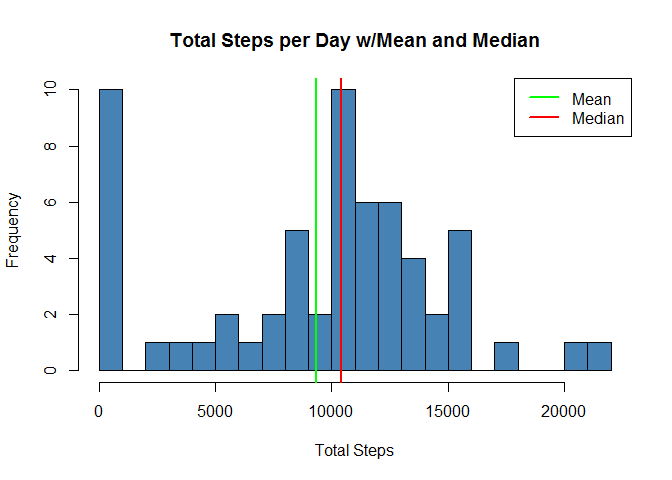 Total Steps per Day w/Mean and Median
Mean
Median
Frequency
10
8
6
4
2
0
0 5000 10000 15000 20000
Total Steps